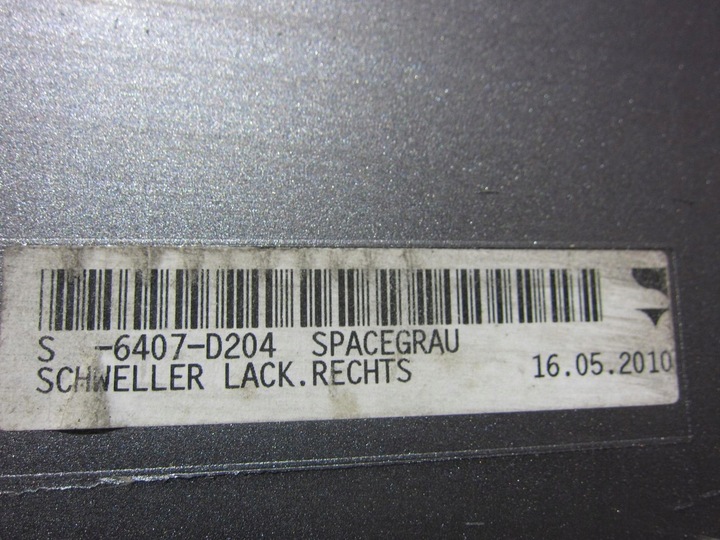 S -6407-D204 SPACEGRAU
SCHWELLER LACK.RECHTS 16.05.2010